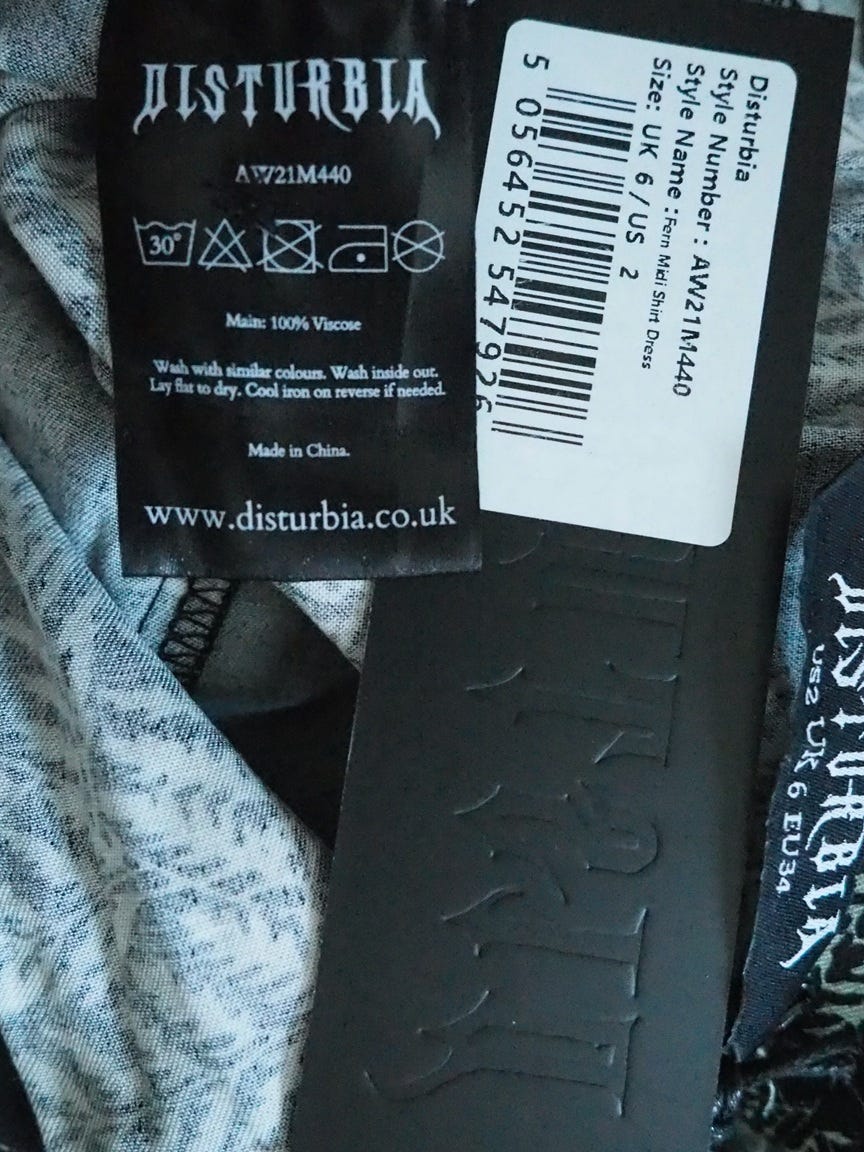 DISTURBIA
AW21M440
30°
Main: 100% Viscose
Wash with similar colours. Wash inside out.
Lay flat to dry. Cool iron on reverse if needed.
Made in China.
www.disturbia.co.uk
Disturbia
Style Number : AW21M440
Style Name : Fern Midi Shirt Dress
Size: UK 6 / US 2
5 056452 547926
DISTURBIA
US2 UK 6 EU34